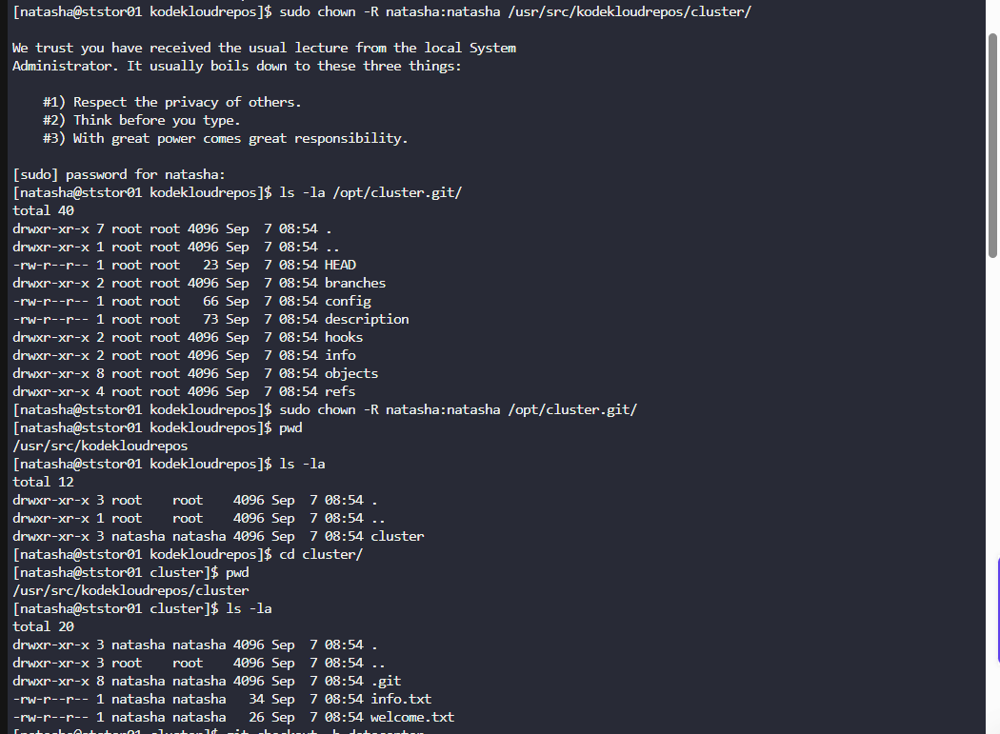 [natasha@ststor01 kodekloudrepos]$ sudo chown -R natasha:natasha /usr/src/kodekloudrepos/cluster/

We trust you have received the usual lecture from the local System
Administrator. It usually boils down to these three things:

    #1) Respect the privacy of others.
    #2) Think before you type.
    #3) With great power comes great responsibility.

[sudo] password for natasha:
[natasha@ststor01 kodekloudrepos]$ ls -la /opt/cluster.git/
total 40
drwxr-xr-x 7 root root 4096 Sep  7 08:54 .
drwxr-xr-x 1 root root 4096 Sep  7 08:54 ..
-rw-r--r-- 1 root root   23 Sep  7 08:54 HEAD
drwxr-xr-x 2 root root 4096 Sep  7 08:54 branches
-rw-r--r-- 1 root root   66 Sep  7 08:54 config
-rw-r--r-- 1 root root   73 Sep  7 08:54 description
drwxr-xr-x 2 root root 4096 Sep  7 08:54 hooks
drwxr-xr-x 2 root root 4096 Sep  7 08:54 info
drwxr-xr-x 8 root root 4096 Sep  7 08:54 objects
drwxr-xr-x 4 root root 4096 Sep  7 08:54 refs
[natasha@ststor01 kodekloudrepos]$ sudo chown -R natasha:natasha /opt/cluster.git/
[natasha@ststor01 kodekloudrepos]$ pwd
/usr/src/kodekloudrepos
[natasha@ststor01 kodekloudrepos]$ ls -la
total 12
drwxr-xr-x 3 root    root    4096 Sep  7 08:54 .
drwxr-xr-x 1 root    root    4096 Sep  7 08:54 ..
drwxr-xr-x 3 natasha natasha 4096 Sep  7 08:54 cluster
[natasha@ststor01 kodekloudrepos]$ cd cluster/
[natasha@ststor01 cluster]$ pwd
/usr/src/kodekloudrepos/cluster
[natasha@ststor01 cluster]$ ls -la
total 20
drwxr-xr-x 3 natasha natasha 4096 Sep  7 08:54 .
drwxr-xr-x 3 root    root    4096 Sep  7 08:54 ..
drwxr-xr-x 8 natasha natasha 4096 Sep  7 08:54 .git
-rw-r--r-- 1 natasha natasha   34 Sep  7 08:54 info.txt
-rw-r--r-- 1 natasha natasha   26 Sep  7 08:54 welcome.txt